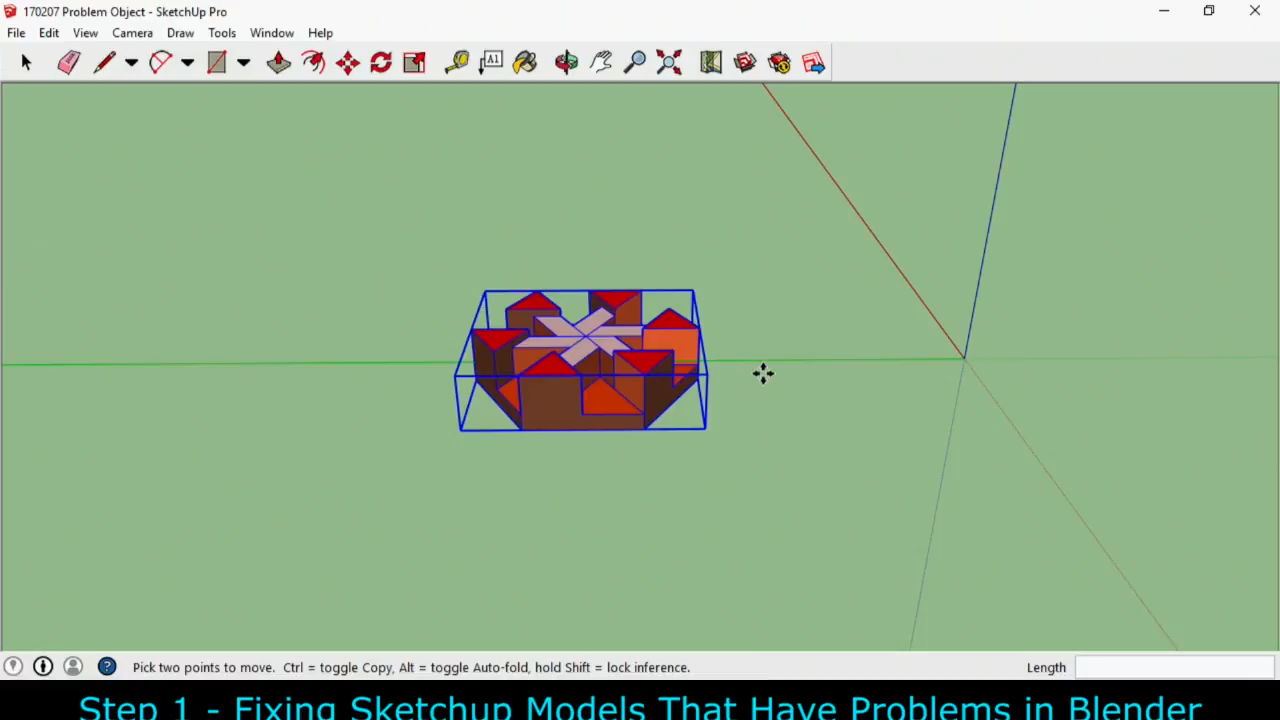 170207 Problem Object - SketchUp Pro
File Edit View Camera Draw Tools Window Help
A1
Pick two points to move. Ctrl = toggle Copy, Alt = toggle Auto-fold, hold Shift = lock inference. Length
Step 1 - Fixing Sketchup Models That Have Problems in Blender